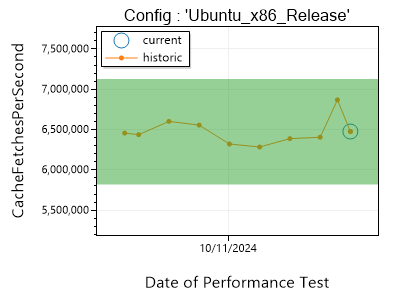 Config : 'Ubuntu_x86_Release'
current
historic
CacheFetchesPerSecond
7,500,000
7,000,000
6,500,000
6,000,000
5,500,000
10/11/2024
Date of Performance Test